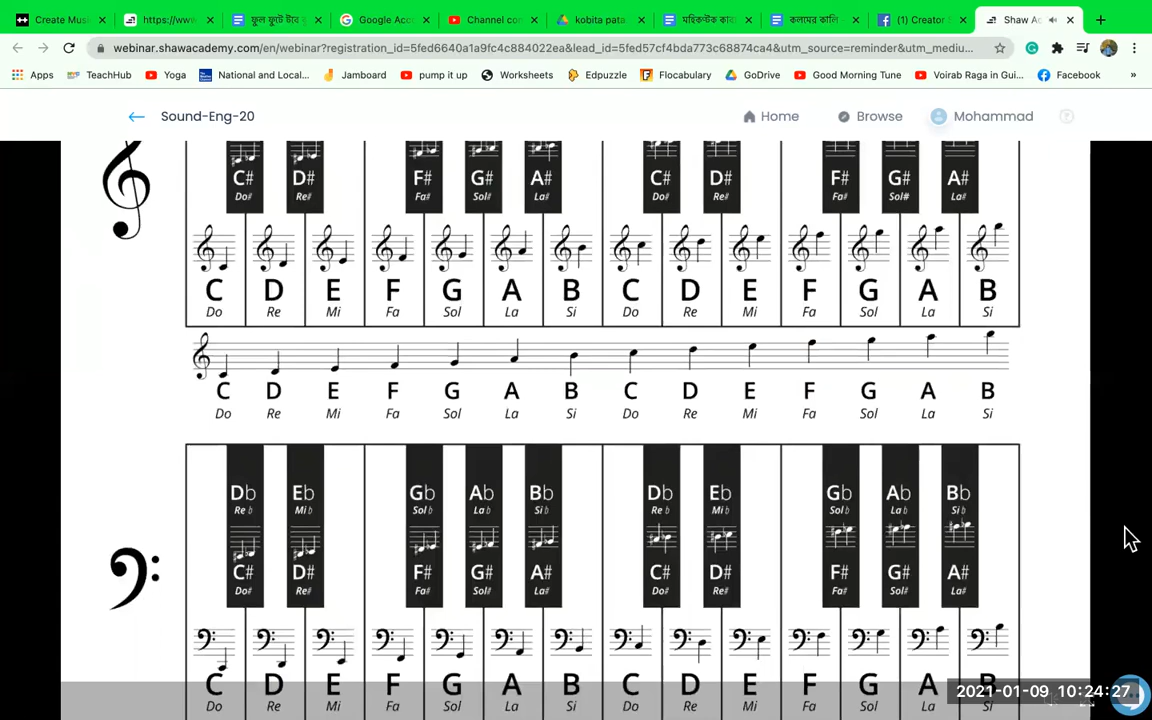 Create Musi
https://ww
ফুল ফুটে টবে
Google Acc
Channel con
kobita pata
কলমের কালি -
(1) Creator S
Shaw Ac
webinar.shawacademy.com/en/webinar?registration_id=5fed6640a1a9fc4c884022ea&lead_id=5fed57cf4bda773c68874ca4&utm_source=reminder&utm_mediu...
Apps TeachHub Yoga National and Local... Jamboard pump it up Worksheets Edpuzzle Flocabulary GoDrive Good Morning Tune Voirab Raga in Gui... Facebook »
Sound-Eng-20 Home Browse Mohammad ?
C# D# F# G# A# C# D# F# G# A#
Do# Re# Fa# Sol# La# Do# Re# Fa# Sol# La#
C D E F G A B C D E F G A B
Do Re Mi Fa Sol La Si Do Re Mi Fa Sol La Si
C D E F G A B C D E F G A B
Do Re Mi Fa Sol La Si Do Re Mi Fa Sol La Si
Db Eb Gb Ab Bb Db Eb Gb Ab Bb
Re b Mi b Sol b La b Si b Re b Mi b Sol b La b Si b
C# D# F# G# A# C# D# F# G# A#
Do# Re# Fa# Sol# La# Do# Re# Fa# Sol# La#
C D E F G A B C D E F G A B
Do Re Mi Fa Sol La Si Do Re Mi Fa Sol La Si
2021-01-09 10:24:27